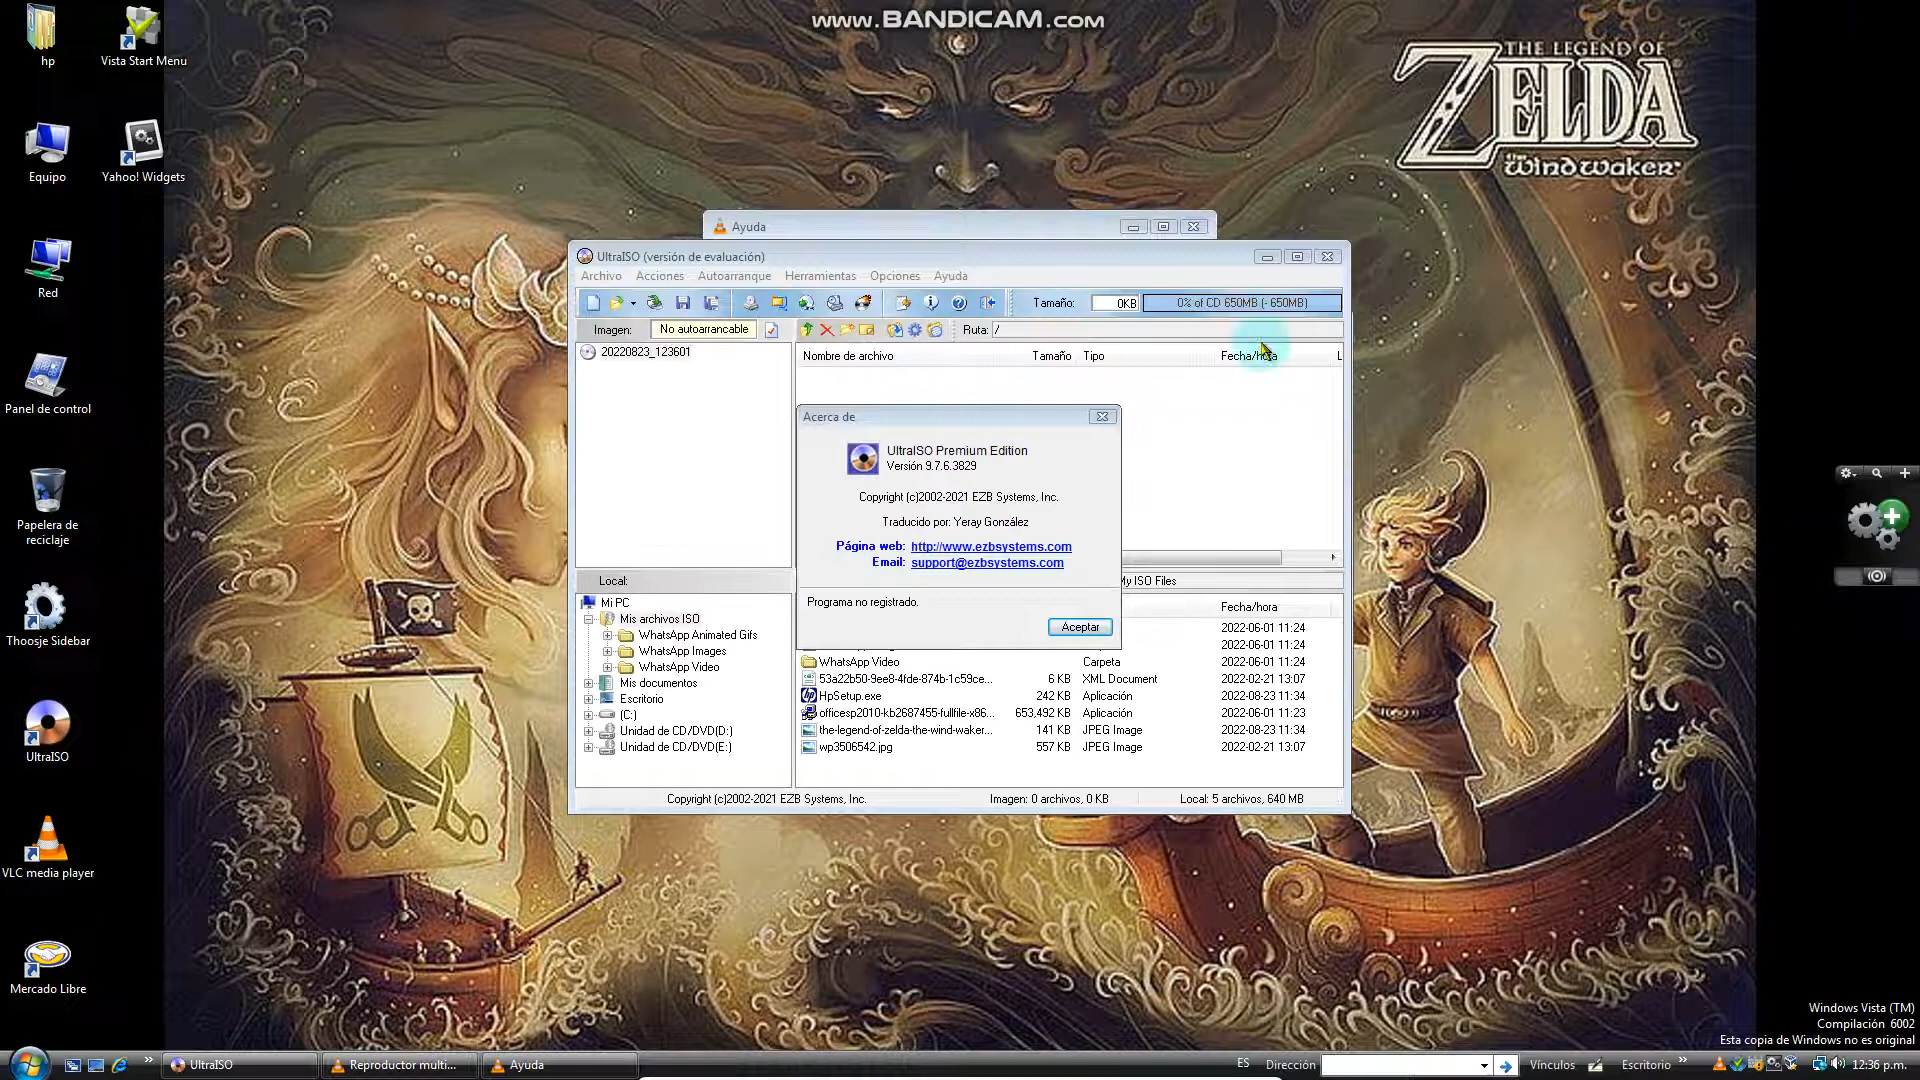 www.BANDICAM.com
THE LEGEND OF
ZELDA
the WindWaker
hp
Vista Start Menu
Equipo
Yahoo! Widgets
Red
Panel de control
Papelera de
reciclaje
Thoosje Sidebar
UltraISO
VLC media player
Mercado Libre
Ayuda
UltraISO (versión de evaluación)
Archivo Acciones Autoarranque Herramientas Opciones Ayuda
Tamaño: 0KB 0% of CD 650MB (- 650MB)
Imagen: No autoarrancable Ruta: /
20220823_123601
Nombre de archivo Tamaño Tipo Fecha/hora L
Acerca de
UltraISO Premium Edition
Versión 9.7.6.3829
Copyright (c)2002-2021 EZB Systems, Inc.
Traducido por: Yeray González
Página web: http://www.ezbsystems.com
Email: support@ezbsystems.com
Programa no registrado.
Aceptar
Local: My ISO Files
Mi PC
Mis archivos ISO
WhatsApp Animated Gifs
WhatsApp Images
WhatsApp Video
Mis documentos
Escritorio
(C:)
Unidad de CD/DVD(D:)
Unidad de CD/DVD(E:)
Fecha/hora
2022-06-01 11:24
2022-06-01 11:24
WhatsApp Video Carpeta 2022-06-01 11:24
53a22b50-9ee8-4fde-874b-1c59ce... 6 KB XML Document 2022-02-21 13:07
HpSetup.exe 242 KB Aplicación 2022-08-23 11:34
officesp2010-kb2687455-fullfile-x86... 653,492 KB Aplicación 2022-06-01 11:23
the-legend-of-zelda-the-wind-waker... 141 KB JPEG Image 2022-08-23 11:34
wp3506542.jpg 557 KB JPEG Image 2022-02-21 13:07
Copyright (c)2002-2021 EZB Systems, Inc. Imagen: 0 archivos, 0 KB Local: 5 archivos, 640 MB
Windows Vista (TM)
Compilación 6002
Esta copia de Windows no es original
UltraISO Reproductor multi... Ayuda ES Dirección Vínculos Escritorio 12:36 p.m.